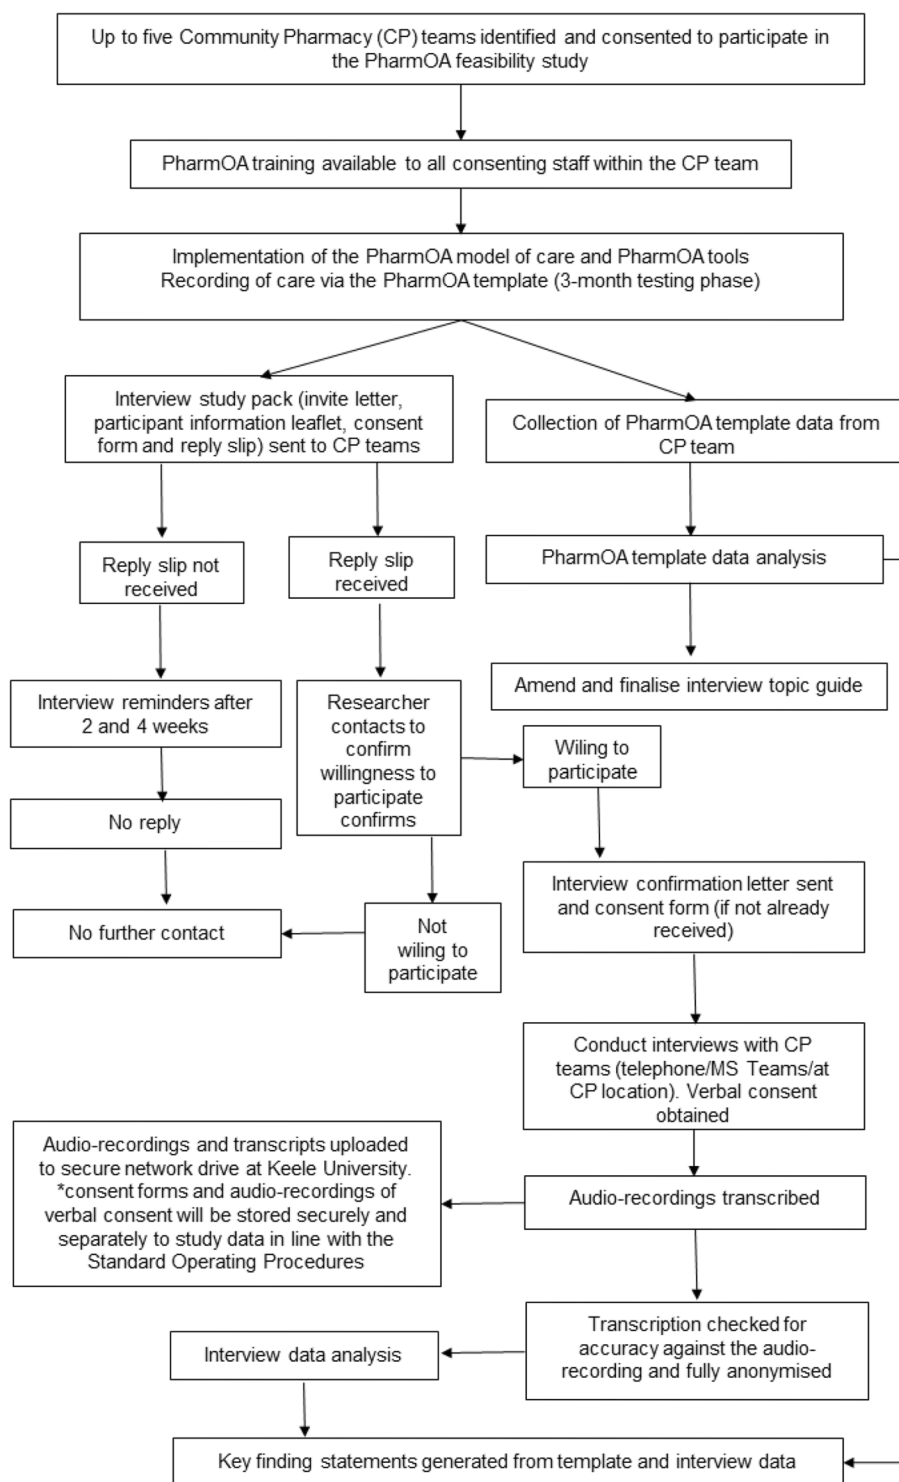 Up to five Community Pharmacy (CP) teams identified and consented to participate in
the PharmOA feasibility study
PharmOA training available to all consenting staff within the CP team
Implementation of the PharmOA model of care and PharmOA tools
Recording of care via the PharmOA template (3-month testing phase)
Interview study pack (invite letter,
participant information leaflet, consent
form and reply slip) sent to CP teams
Collection of PharmOA template data from
CP team
Reply slip not
received
Reply slip
received
PharmOA template data analysis
Amend and finalise interview topic guide
Interview reminders after
2 and 4 weeks
Researcher
contacts to
confirm
willingness to
participate
confirms
Wiling to
participate
No reply
Interview confirmation letter sent
and consent form (if not already
received)
No further contact
Not
wiling to
participate
Conduct interviews with CP
teams (telephone/MS Teams/at
CP location). Verbal consent
obtained
Audio-recordings and transcripts uploaded
to secure network drive at Keele University.
*consent forms and audio-recordings of
verbal consent will be stored securely and
separately to study data in line with the
Standard Operating Procedures
Audio-recordings transcribed
Transcription checked for
accuracy against the audio-
recording and fully anonymised
Interview data analysis
Key finding statements generated from template and interview data